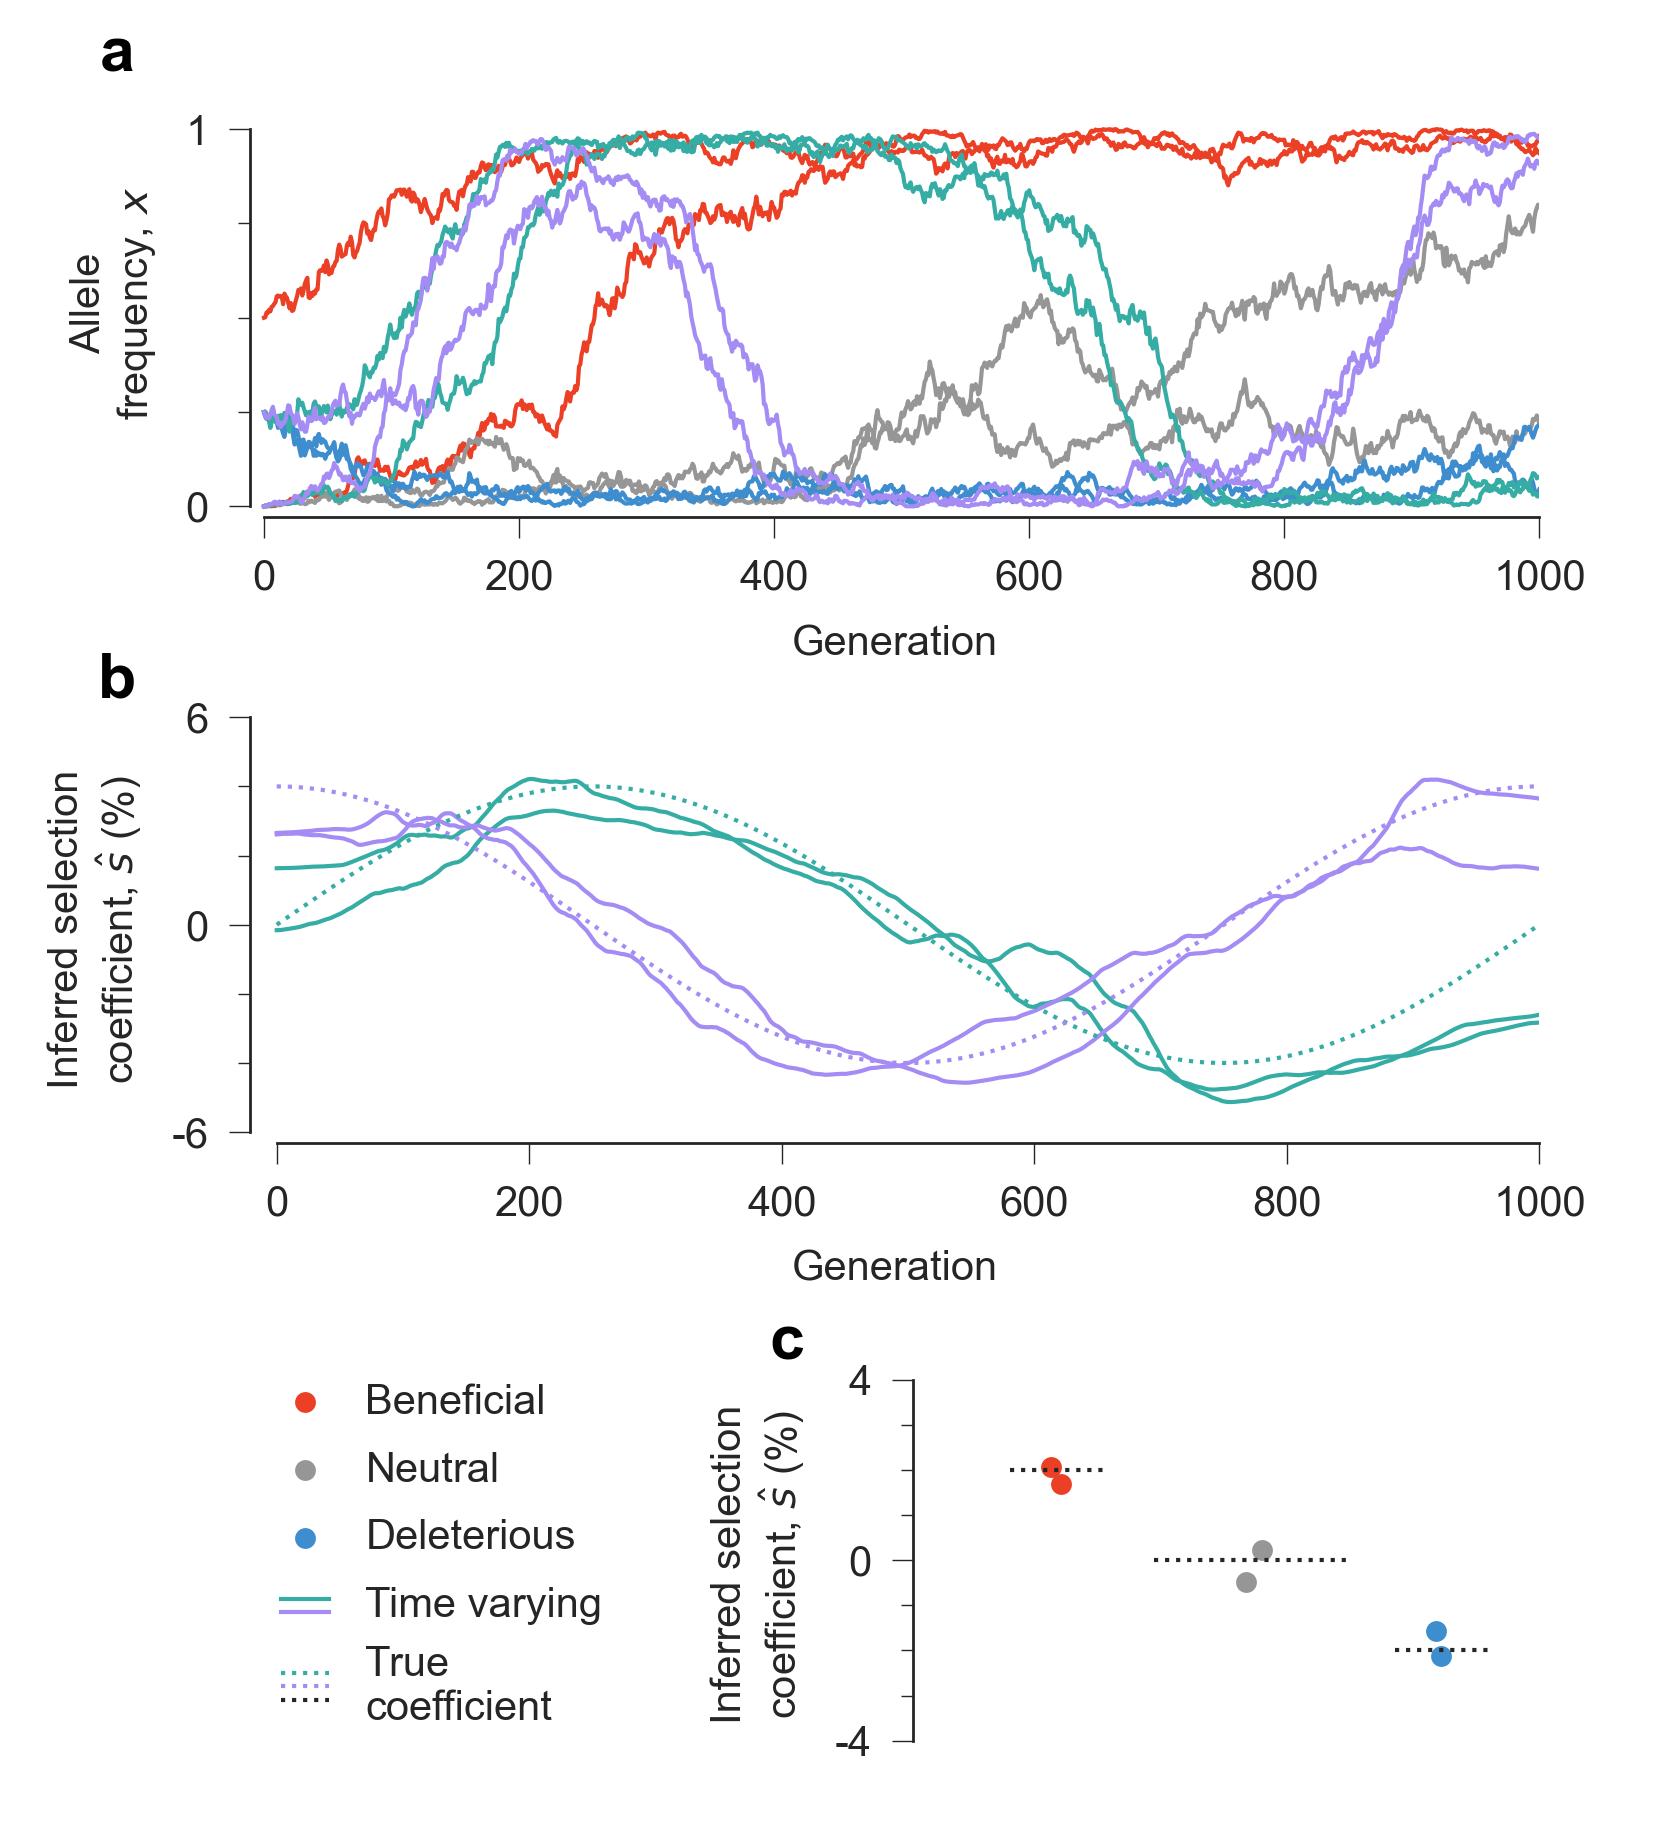 a
1
0
Allele
frequency, x
0 200 400 600 800 1000
Generation
b
6
0
-6
Inferred selection
coefficient, ŝ (%)
0 200 400 600 800 1000
Generation
Beneficial
Neutral
Deleterious
Time varying
True
coefficient
c
4
0
-4
Inferred selection
coefficient, ŝ (%)